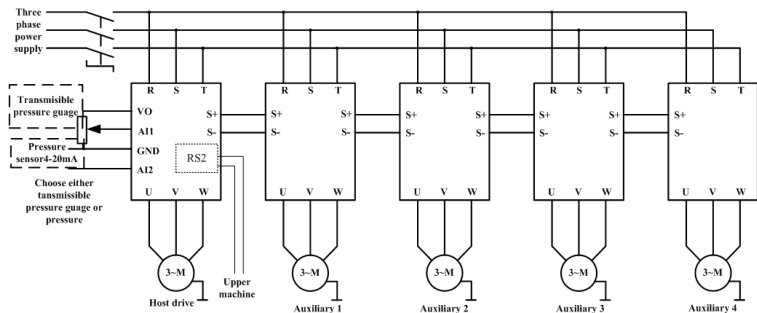 Three
phase
power
supply
R S T
R S T
R S T
R S T
R S T
Transmisible
pressure guage
VO
AI1
GND
AI2
Pressure
sensor4-20mA
Choose either
tansmissible
pressure guage or
pressure
S+
S-
RS2
S+
S-
S+
S-
S+
S-
S+
S-
U V W
U V W
U V W
U V W
U V W
3~M
3~M
3~M
3~M
3~M
Host drive
Upper
machine
Auxiliary 1
Auxiliary 2
Auxiliary 3
Auxiliary 4